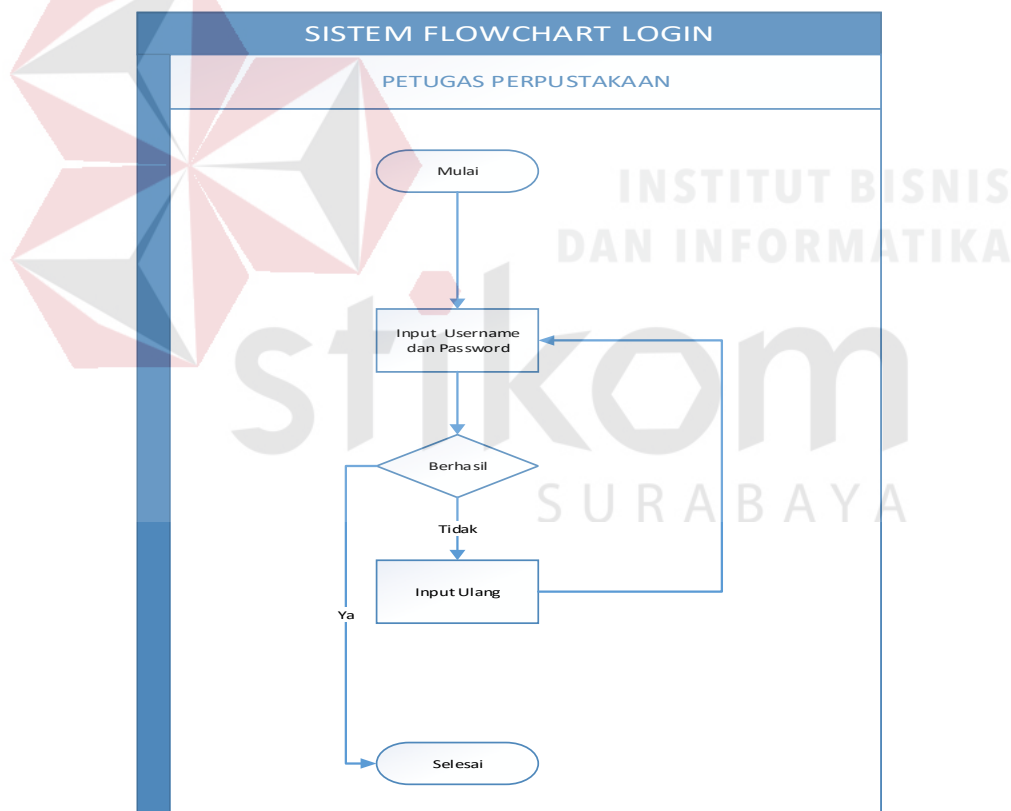 SISTEM FLOWCHART LOGIN
PETUGAS PERPUSTAKAAN
Mulai
INSTITUT BISNIS
DAN INFORMATIKA
Input Username
dan Password
stikom
Berhasil
SURABAYA
Tidak
Input Ulang
Ya
Selesai